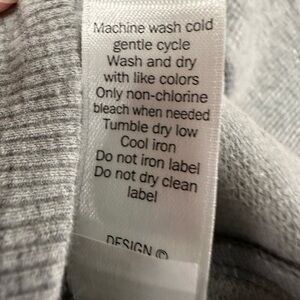 Machine wash cold
gentle cycle
Wash and dry
with like colors
Only non-chlorine
bleach when needed
Tumble dry low
Cool iron
Do not iron label
Do not dry clean
label
DESIGN ©